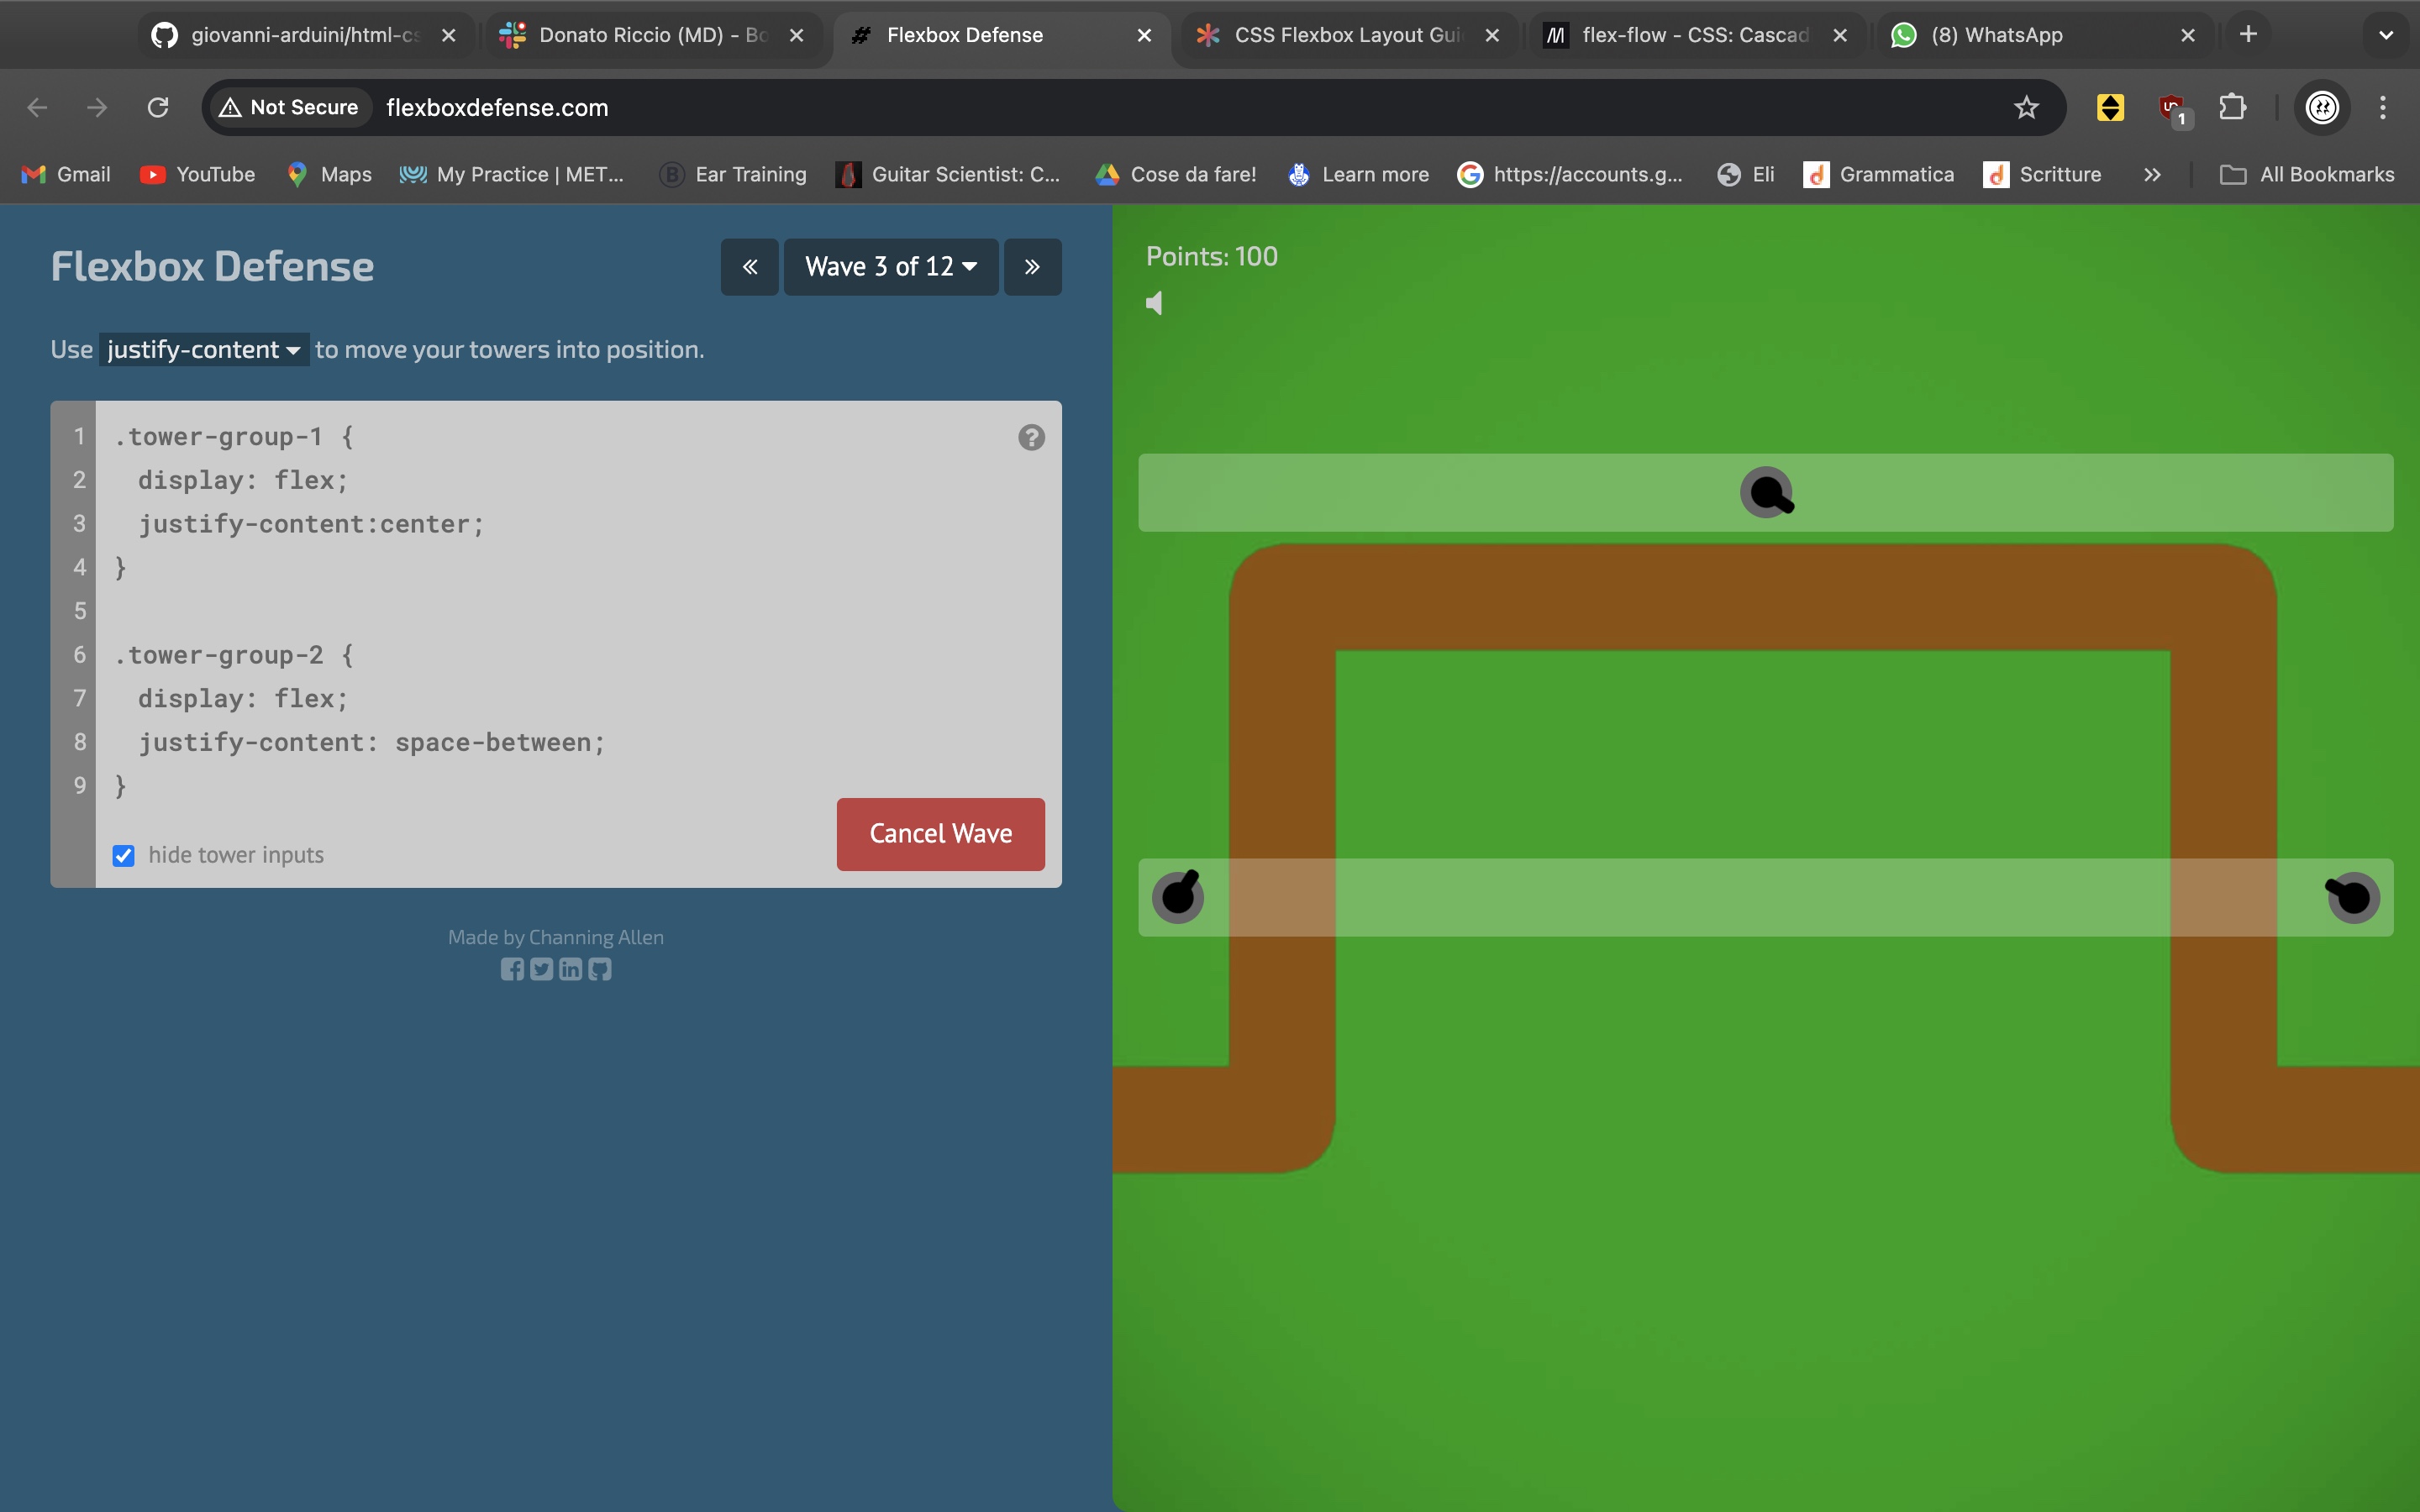 giovanni-arduini/html-cs
Donato Riccio (MD) - Bo
Flexbox Defense
CSS Flexbox Layout Gui
flex-flow - CSS: Cascad
(8) WhatsApp
Not Secure
flexboxdefense.com
1
Gmail
YouTube
Maps
My Practice | MET...
Ear Training
Guitar Scientist: C...
Cose da fare!
Learn more
https://accounts.g...
Eli
Grammatica
Scritture
All Bookmarks
Flexbox Defense
Wave 3 of 12
Use justify-content to move your towers into position.
1 .tower-group-1 {
2 display: flex;
3 justify-content:center;
4 }
5
6 .tower-group-2 {
7 display: flex;
8 justify-content: space-between;
9 }
hide tower inputs
Cancel Wave
Made by Channing Allen
Points: 100